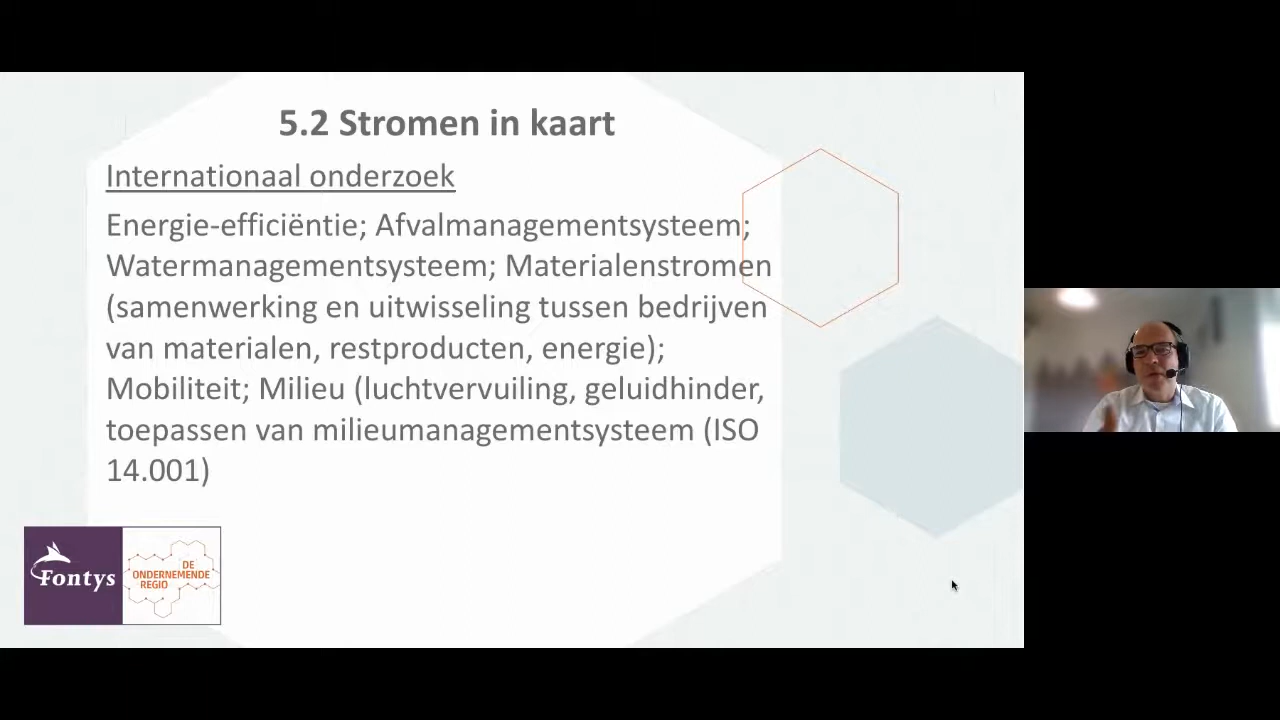 5.2 Stromen in kaart
Internationaal onderzoek
Energie-efficiëntie; Afvalmanagementsysteem;
Watermanagementsysteem; Materialenstromen
(samenwerking en uitwisseling tussen bedrijven
van materialen, restproducten, energie);
Mobiliteit; Milieu (luchtvervuiling, geluidhinder,
toepassen van milieumanagementsysteem (ISO
14.001)
Fontys
DE
ONDERNEMENDE
REGIO